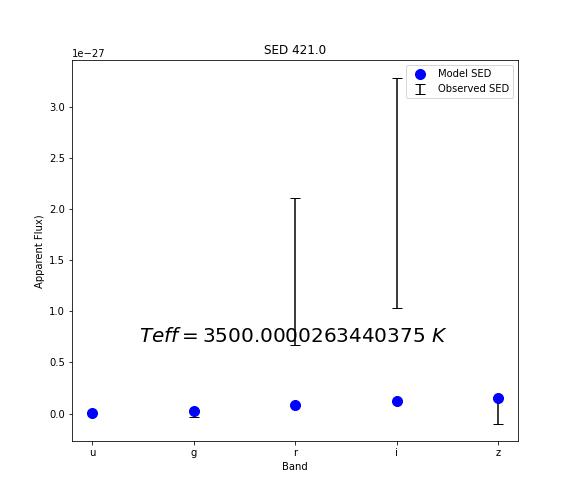 1e−27
SED 421.0
Model SED
Observed SED
3.0
2.5
2.0
1.5
1.0
0.5
0.0
Apparent Flux)
Teff = 3500.0000263440375 K
u g r i z
Band